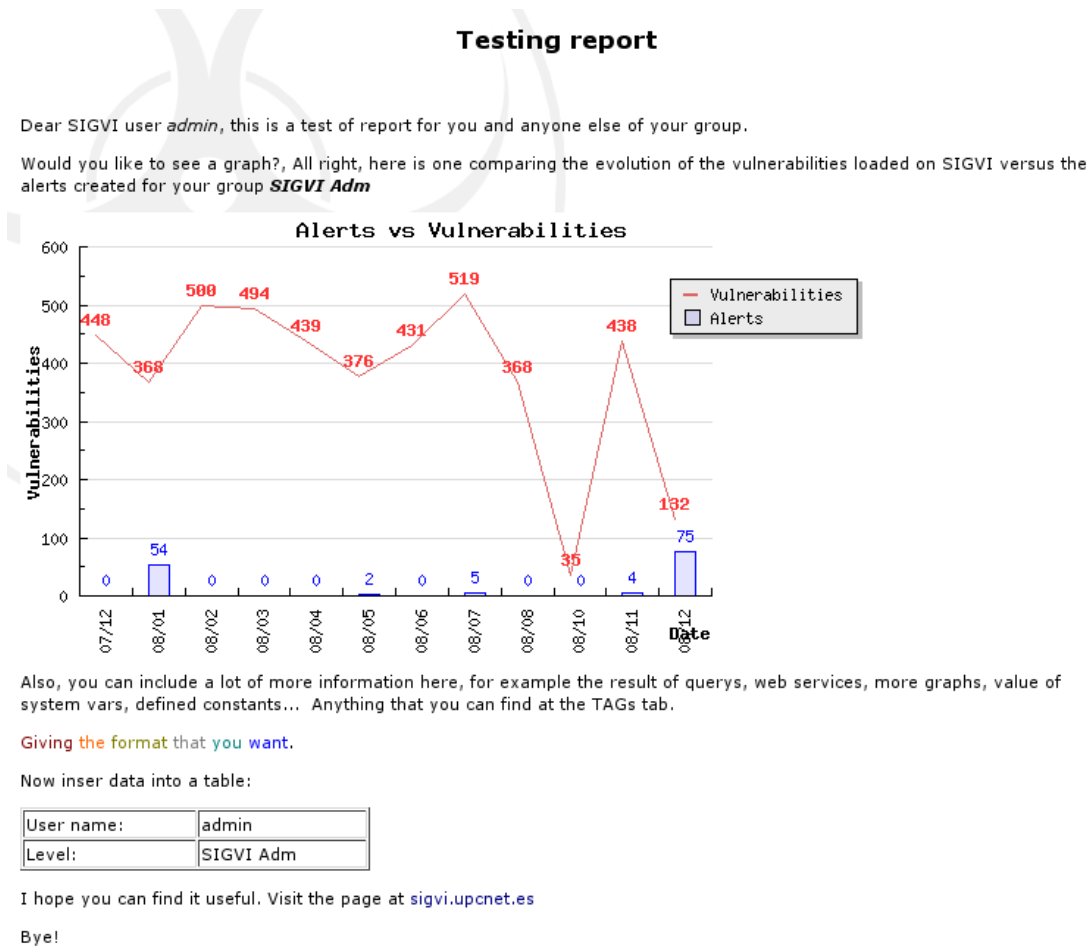 Testing report
Dear SIGVI user admin, this is a test of report for you and anyone else of your group.
Would you like to see a graph?, All right, here is one comparing the evolution of the vulnerabilities loaded on SIGVI versus the
alerts created for your group SIGVI Adm
Alerts vs Vulnerabilities
Vulnerabilities
600
500
400
300
200
100
0
448
368
500
494
439
376
431
519
368
35
438
132
0
54
0
0
0
2
0
5
0
0
4
75
07/12
08/01
08/02
08/03
08/04
08/05
08/06
08/07
08/08
08/10
08/11
08/12
Date
Vulnerabilities
Alerts
Also, you can include a lot of more information here, for example the result of querys, web services, more graphs, value of
system vars, defined constants... Anything that you can find at the TAGs tab.
Giving the format that you want.
Now inser data into a table:
User name: admin
Level: SIGVI Adm
I hope you can find it useful. Visit the page at sigvi.upcnet.es
Bye!